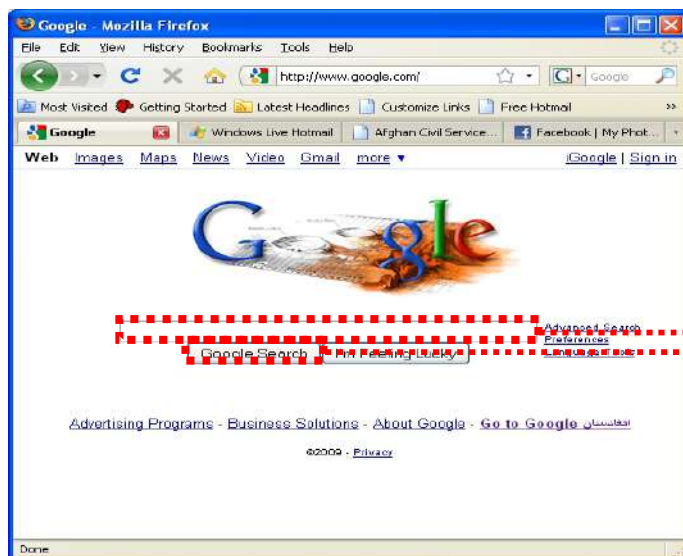 Google - Mozilla Firefox
File Edit View History Bookmarks Tools Help
http://www.google.com/ Google
Most Visited Getting Started Latest Headlines Customize Links Free Hotmail »
Google Windows Live Hotmail Afghan Civil Service... Facebook | My Phot...
Web Images Maps News Video Gmail more ▼ iGoogle | Sign in
Google
Advanced Search
Preferences
Language Tools
Google Search I'm Feeling Lucky
Advertising Programs - Business Solutions - About Google - Go to Google افغانستان
©2009 - Privacy
Done